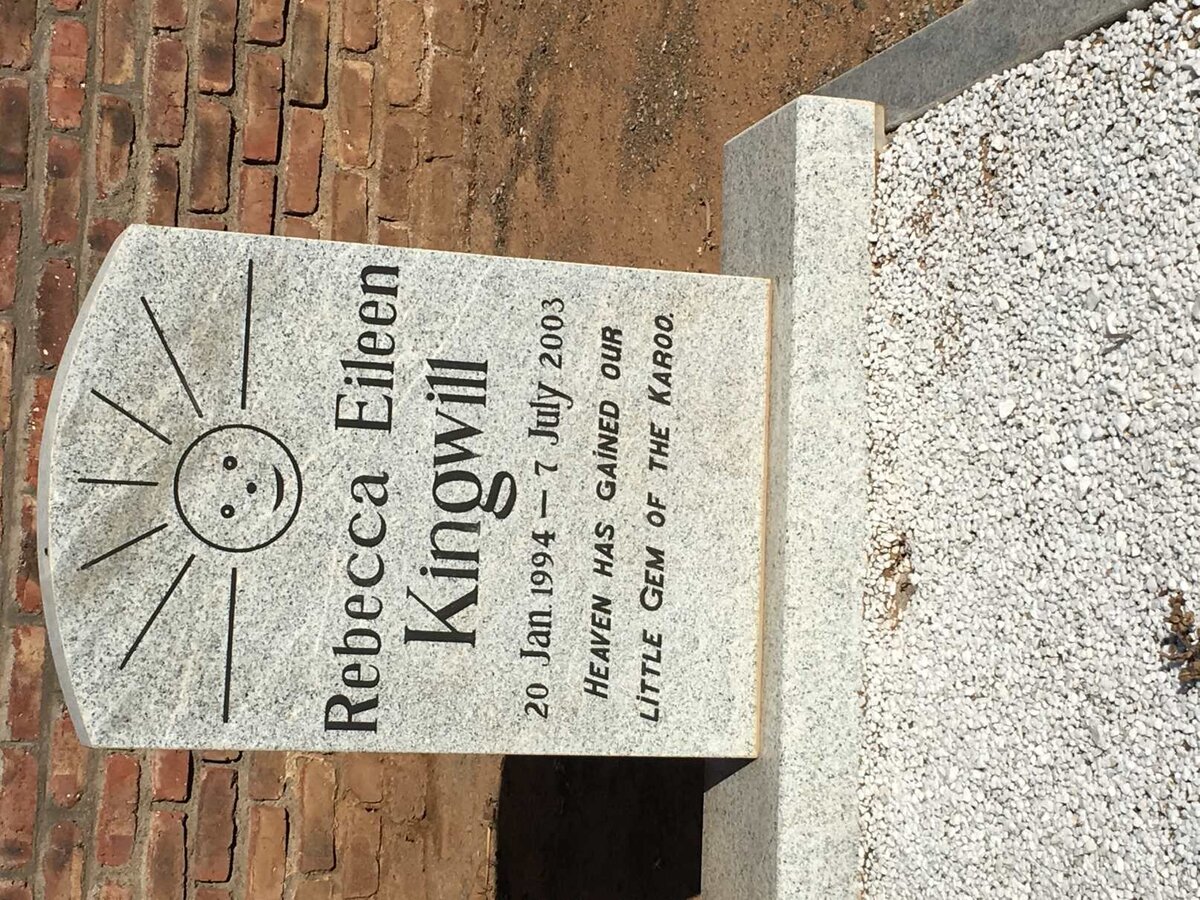 Rebecca Eileen
Kingwill
20 Jan. 1994 — 7 July 2003
HEAVEN HAS GAiNED OUR
LiTTLE GEM OF THE KAROO.